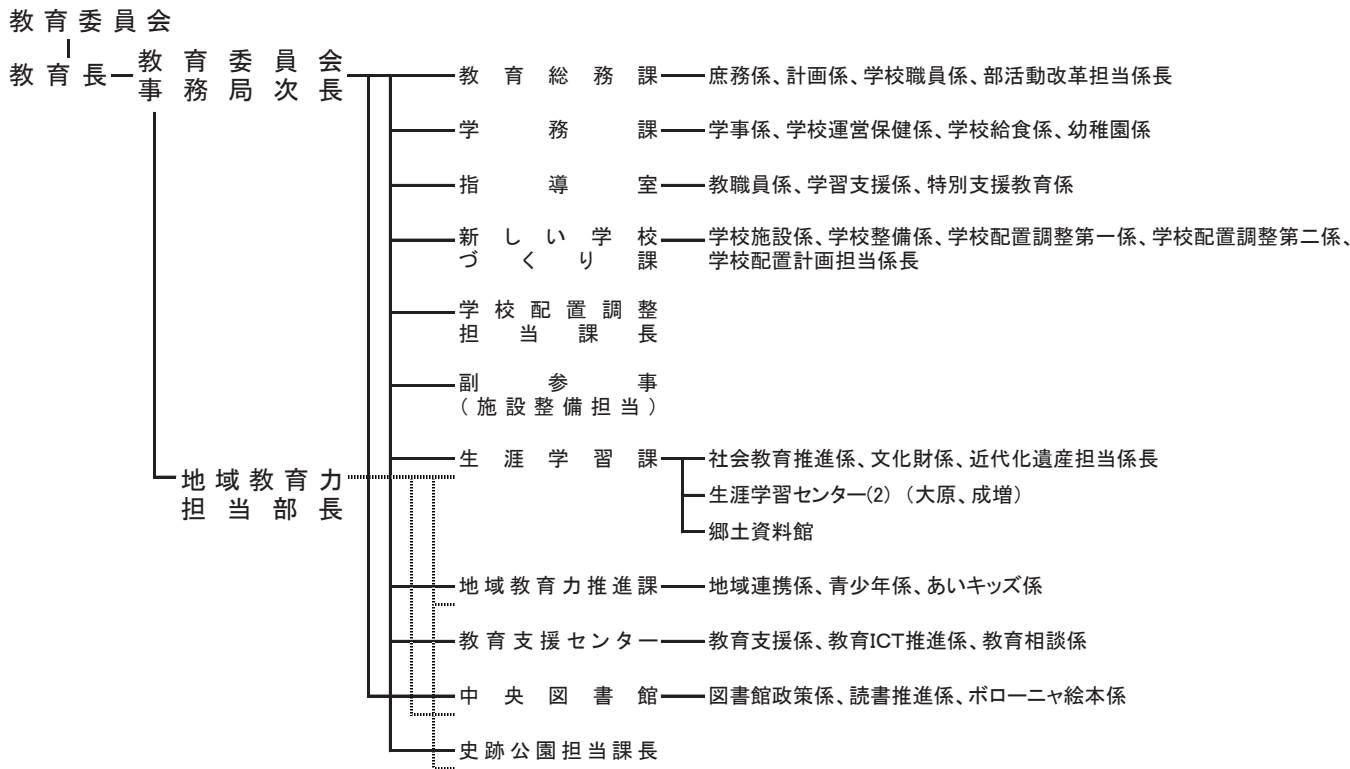 教育委員会
教育長
教育委員会
事務局次長
教育総務課
庶務係、計画係、学校職員係、部活動改革担当係長
学務課
学事係、学校運営保健係、学校給食係、幼稚園係
指導室
教職員係、学習支援係、特別支援教育係
新しい学校
づくり課
学校施設係、学校整備係、学校配置調整第一係、学校配置調整第二係、
学校配置計画担当係長
学校配置調整
担当課長
副参事
(施設整備担当)
生涯学習課
社会教育推進係、文化財係、近代化遺産担当係長
生涯学習センター(2) (大原、成増)
郷土資料館
地域教育力
担当部長
地域教育力推進課
地域連携係、青少年係、あいキッズ係
教育支援センター
教育支援係、教育ICT推進係、教育相談係
中央図書館
図書館政策係、読書推進係、ボローニャ絵本係
史跡公園担当課長